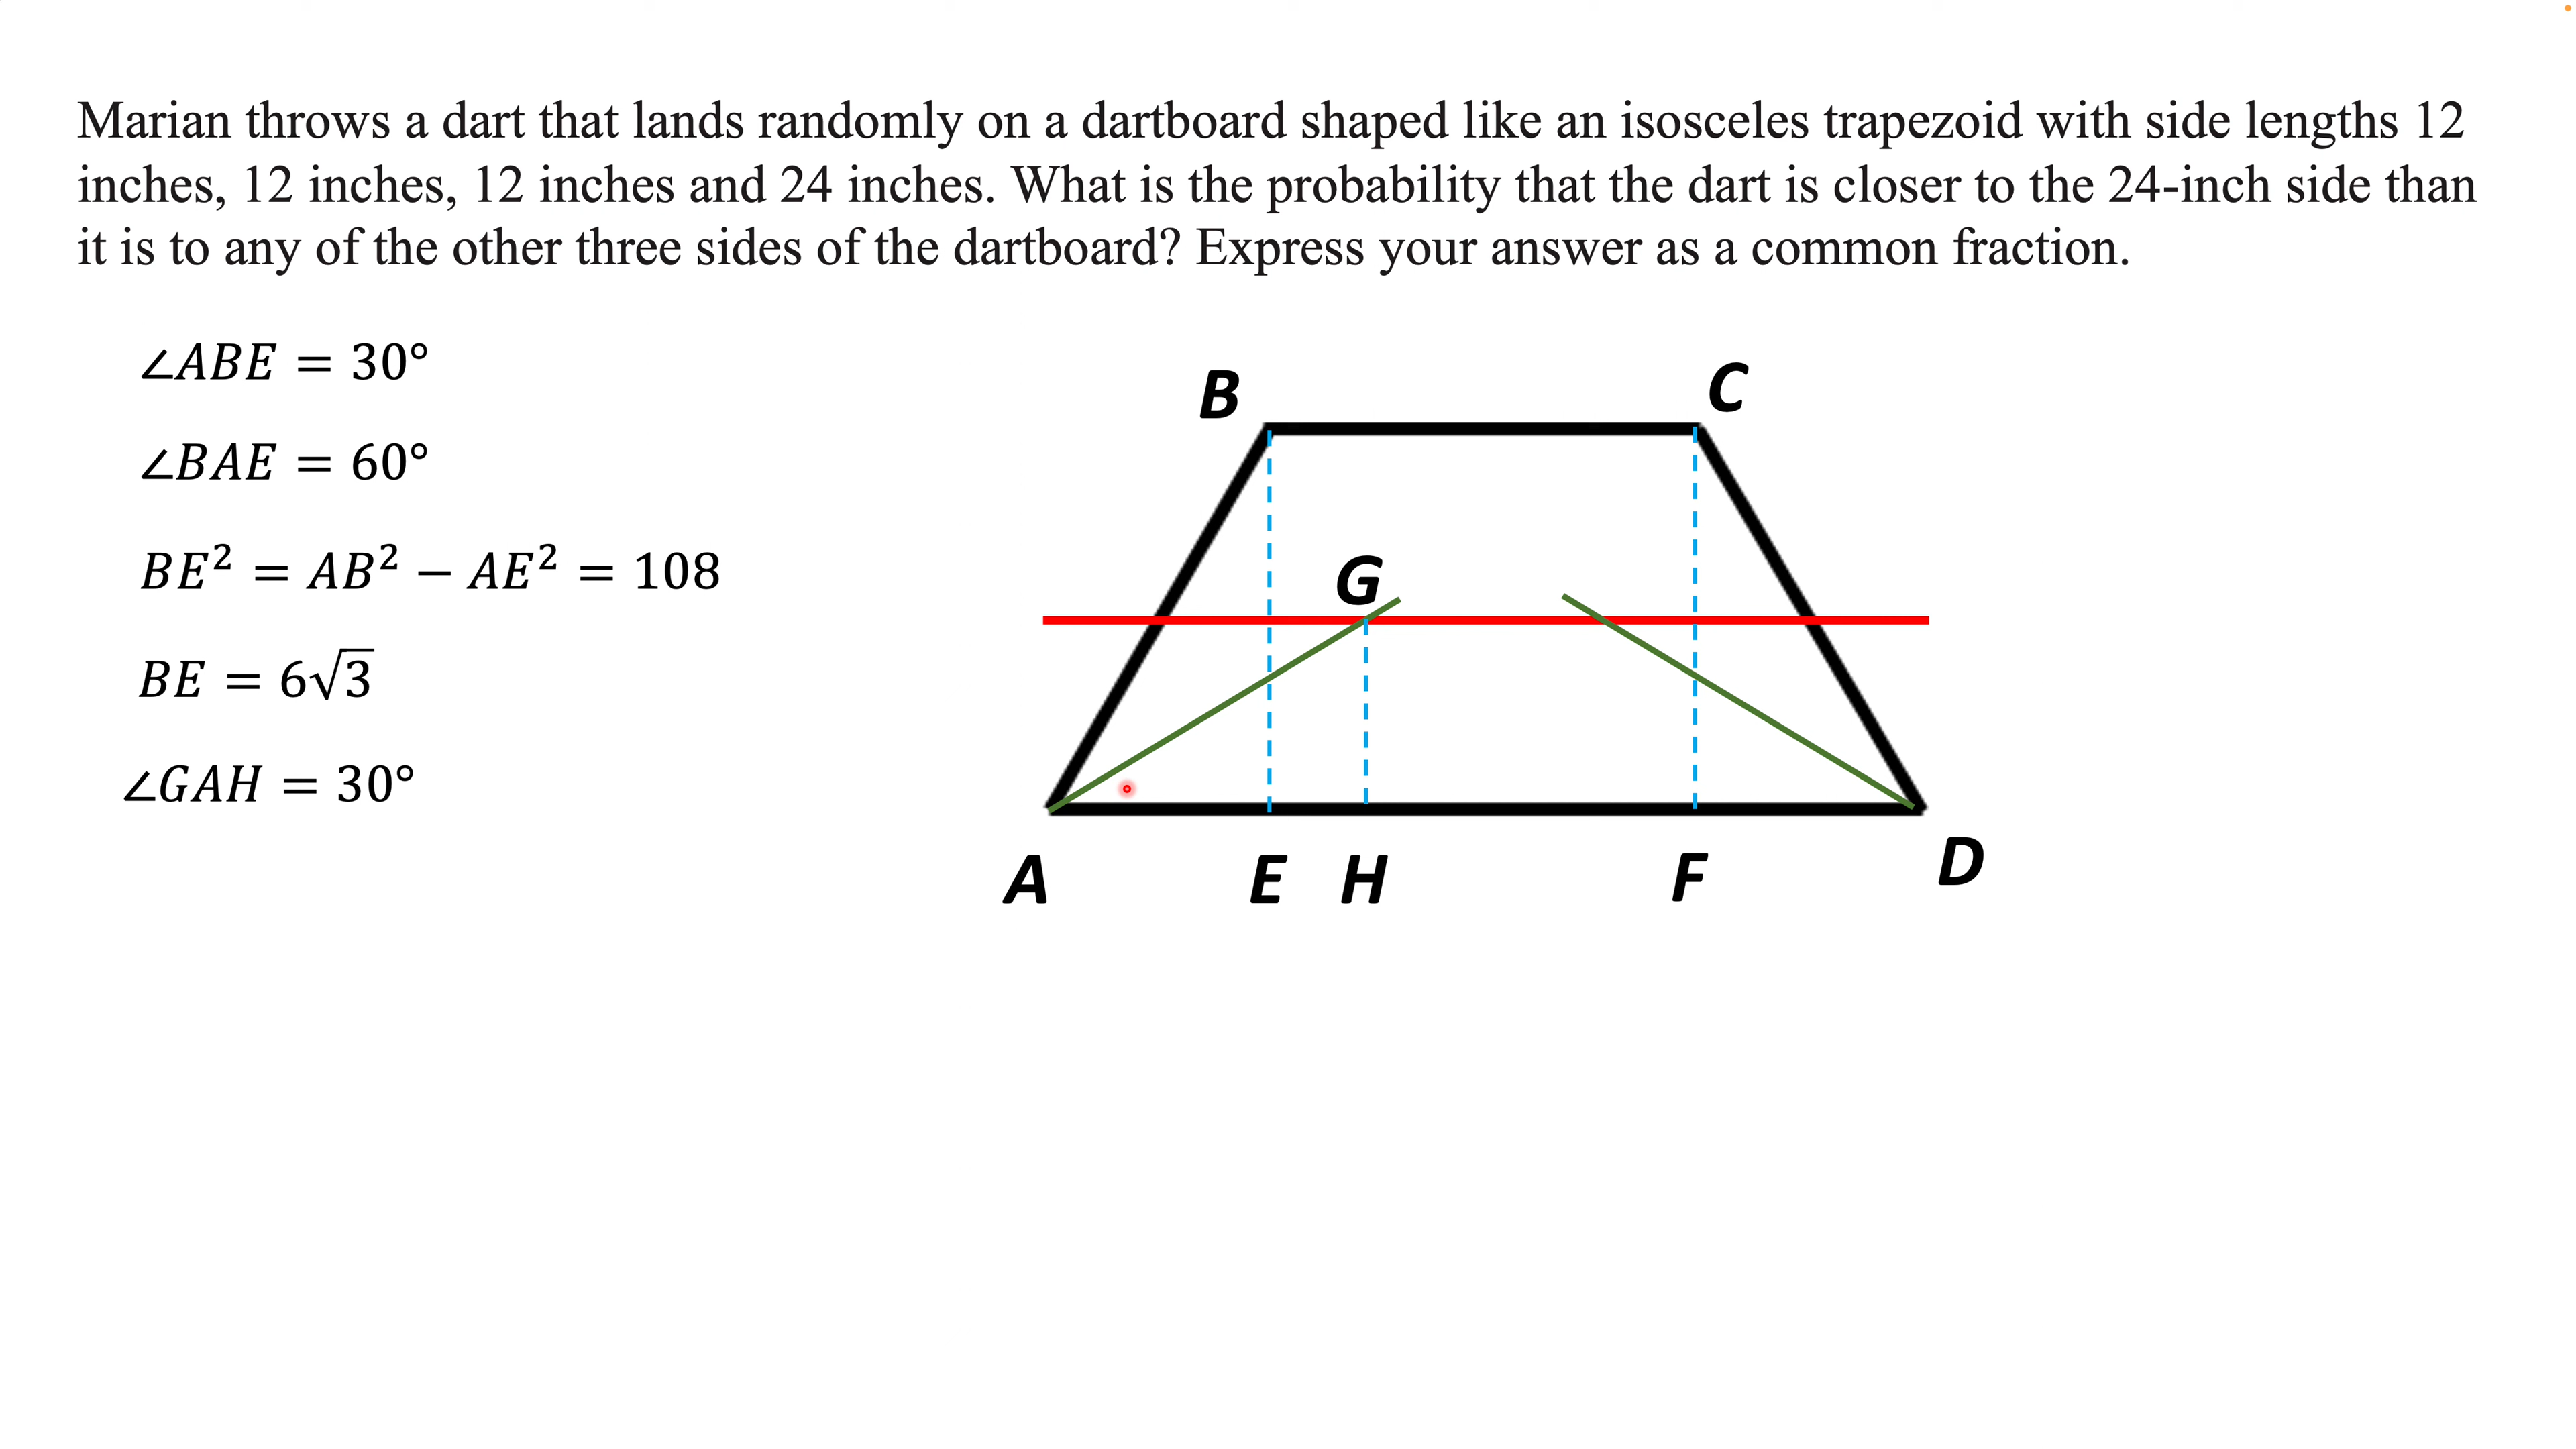 Marian throws a dart that lands randomly on a dartboard shaped like an isosceles trapezoid with side lengths 12
inches, 12 inches, 12 inches and 24 inches. What is the probability that the dart is closer to the 24-inch side than
it is to any of the other three sides of the dartboard? Express your answer as a common fraction.
∠ABE = 30°
∠BAE = 60°
BE² = AB² − AE² = 108
BE = 6√3
∠GAH = 30°
B C
G
A E H F D